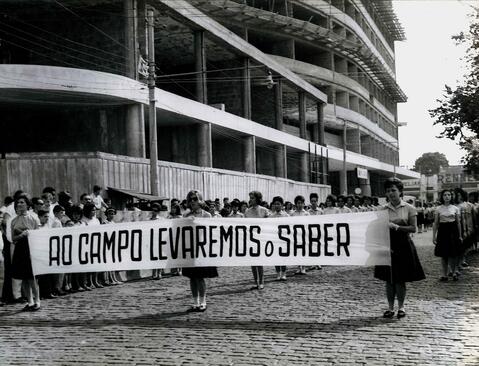 AO CAMPO LEVAREMOS O SABER